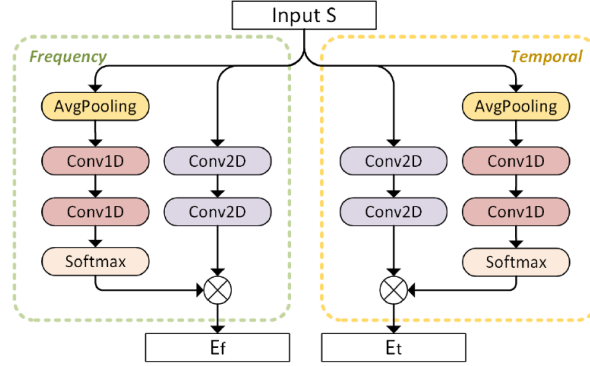 Input S
Frequency
Temporal
AvgPooling
AvgPooling
Conv1D
Conv2D
Conv2D
Conv1D
Conv1D
Conv2D
Conv2D
Conv1D
Softmax
Softmax
Ef
Et